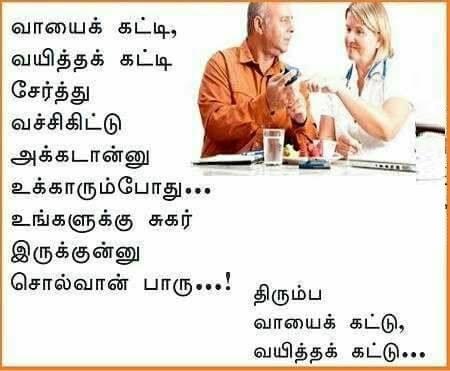 வாயைக் கட்டி,
வயித்தக் கட்டி
சேர்த்து
வச்சிகிட்டு
அக்கடான்னு
உக்காரும்போது...
உங்களுக்கு சுகர்
இருக்குன்னு
சொல்வான் பாரு...!
திரும்ப
வாயைக் கட்டு,
வயித்தக் கட்டு...